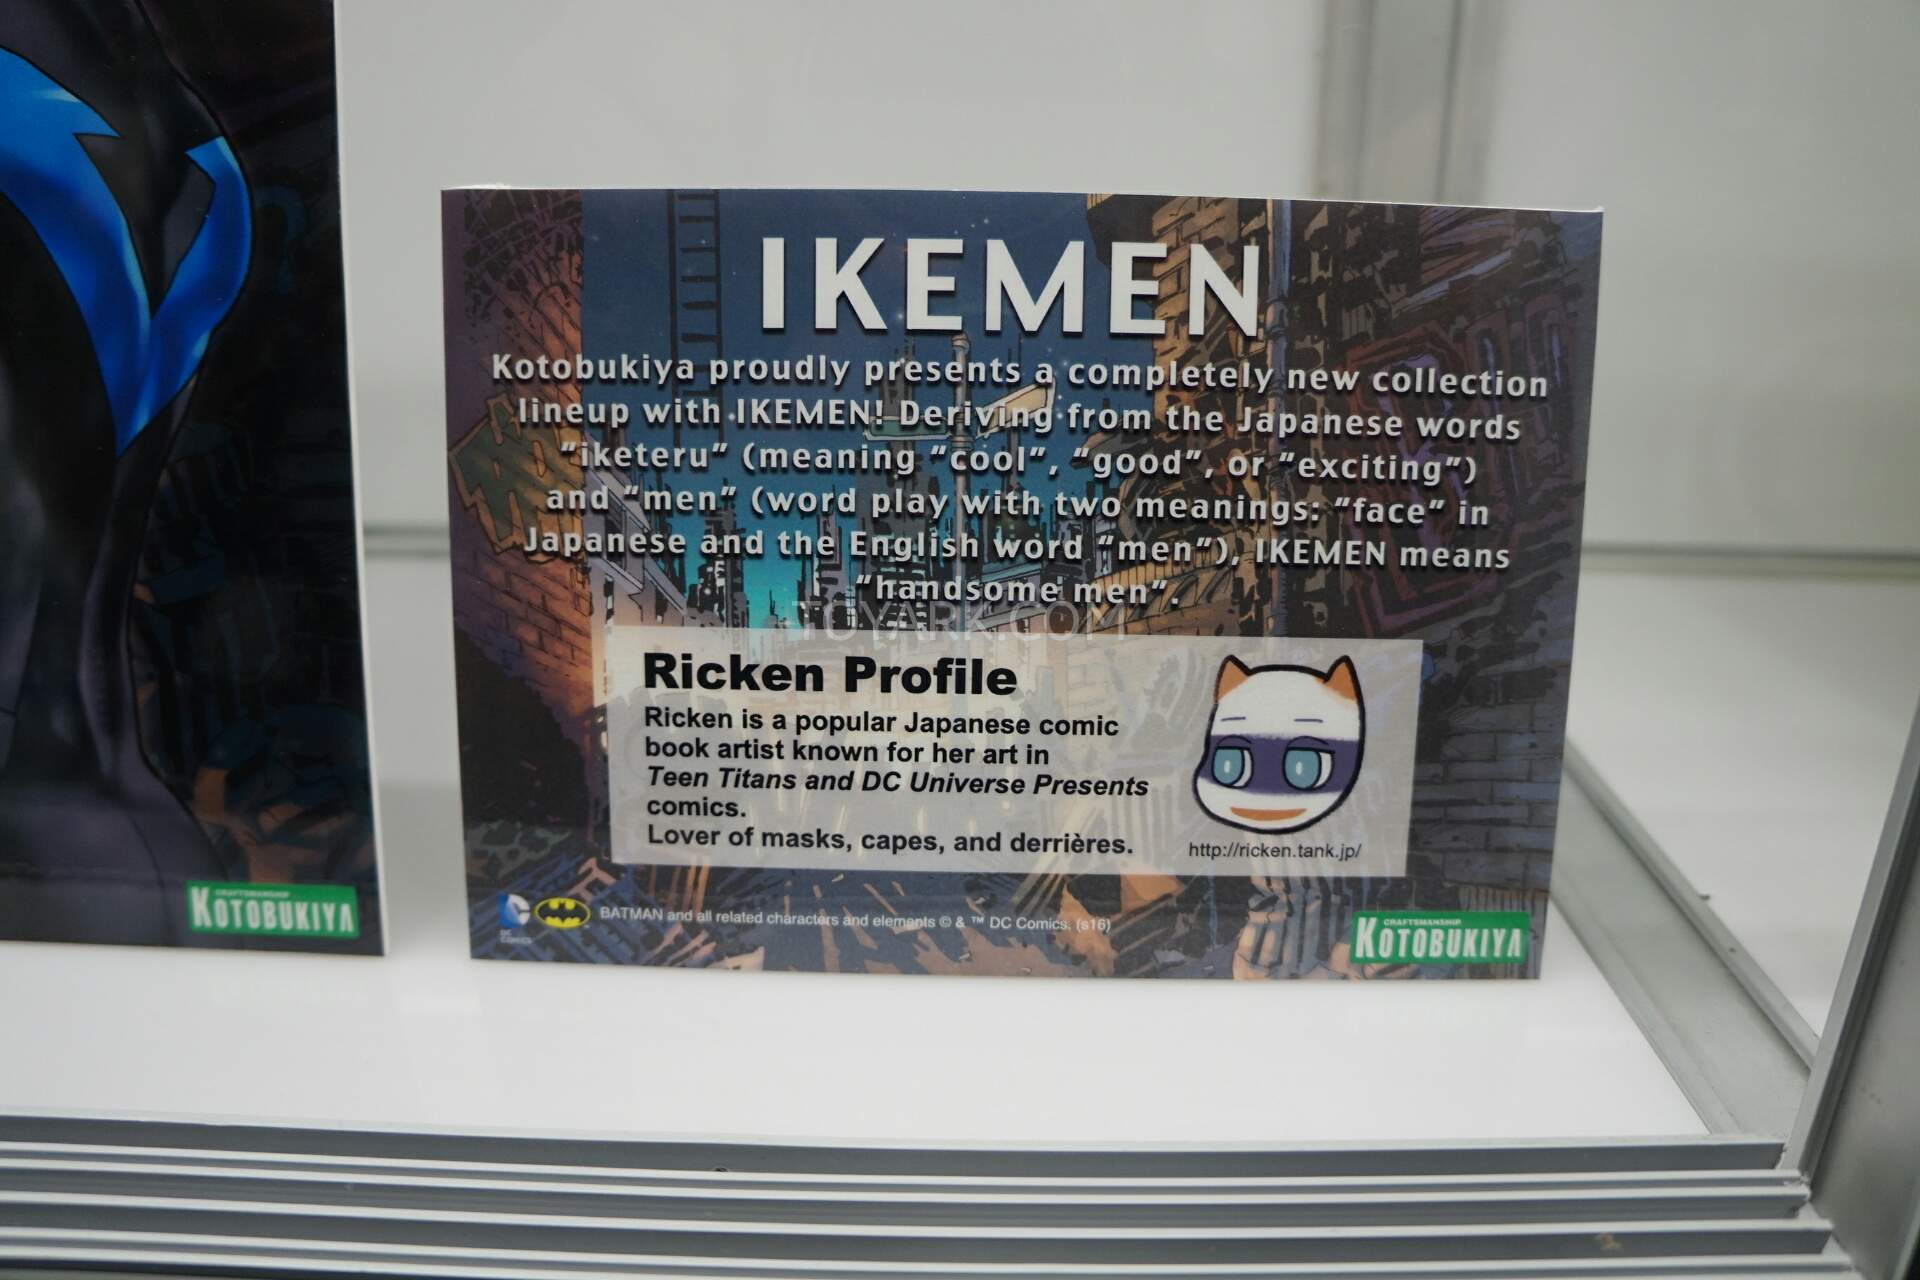 IKEMEN
Kotobukiya proudly presents a completely new collection
lineup with IKEMEN! Deriving from the Japanese words
"iketeru" (meaning "cool", "good", or "exciting")
and "men" (word play with two meanings: "face" in
Japanese and the English word "men"), IKEMEN means
"handsome men".
TOYARK.COM
Ricken Profile
Ricken is a popular Japanese comic
book artist known for her art in
Teen Titans and DC Universe Presents
comics.
Lover of masks, capes, and derrières.
http://ricken.tank.jp/
CRAFTSMANSHIP
KOTOBUKIYA
DC
COMICS
BATMAN and all related characters and elements © & ™ DC Comics. (s16)
CRAFTSMANSHIP
KOTOBUKIYA